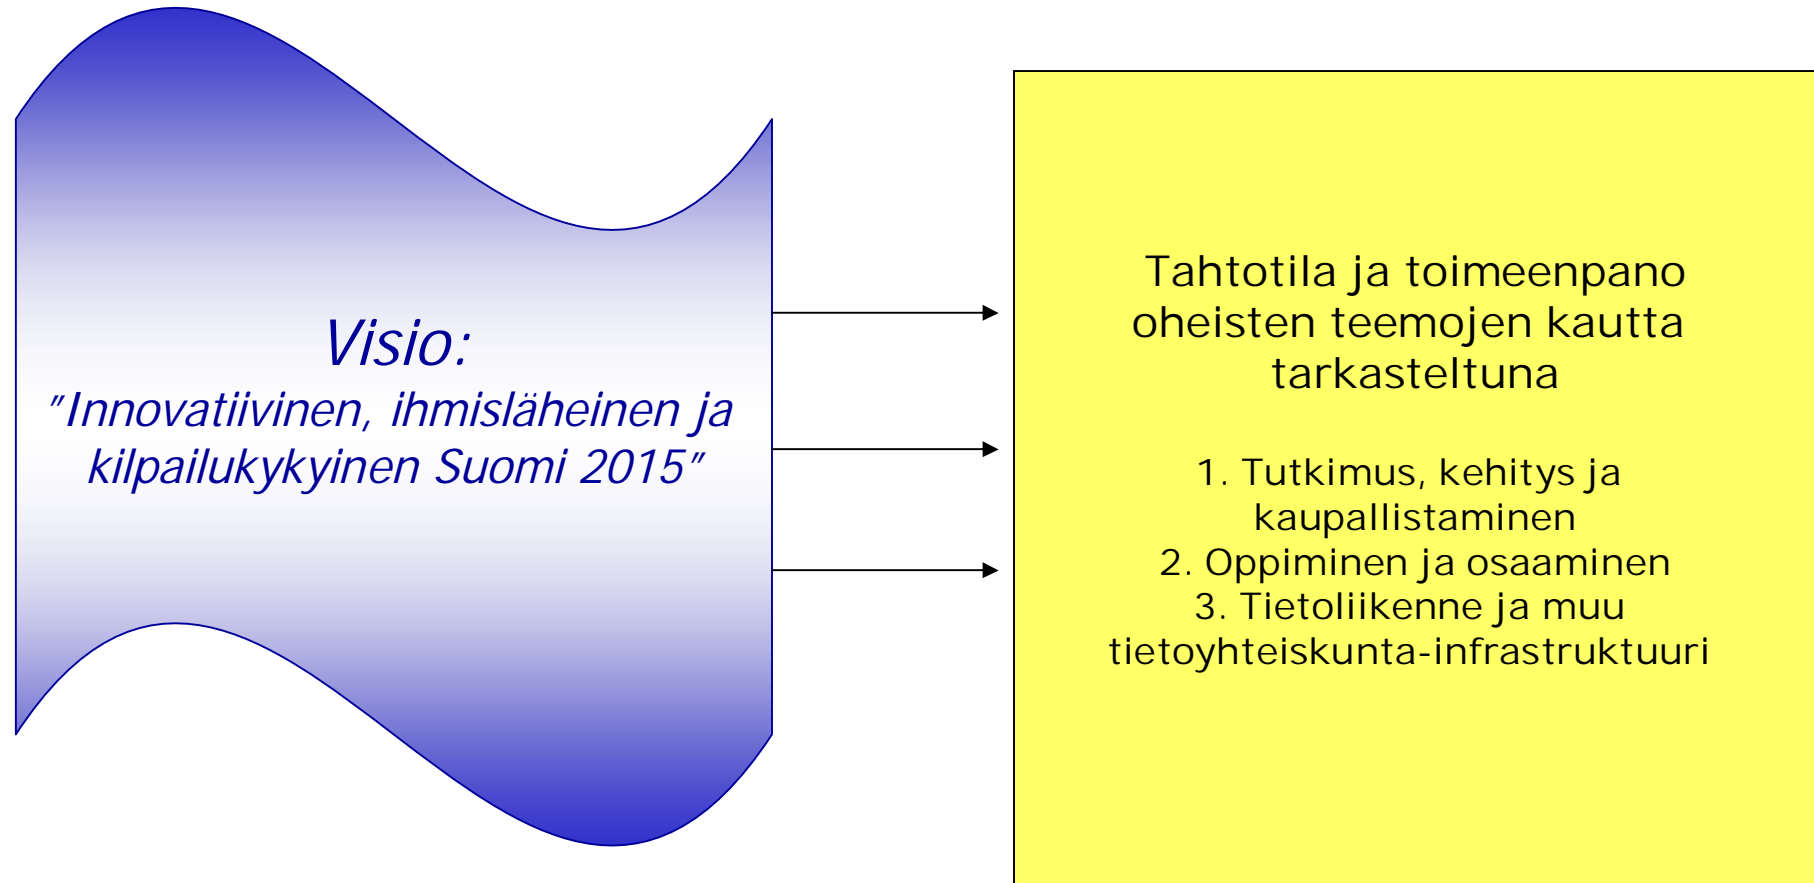 Visio:
"Innovatiivinen, ihmisläheinen ja
kilpailukykyinen Suomi 2015"
Tahtotila ja toimeenpano
oheisten teemojen kautta
tarkasteltuna
1. Tutkimus, kehitys ja
kaupallistaminen
2. Oppiminen ja osaaminen
3. Tietoliikenne ja muu
tietoyhteiskunta-infrastruktuuri